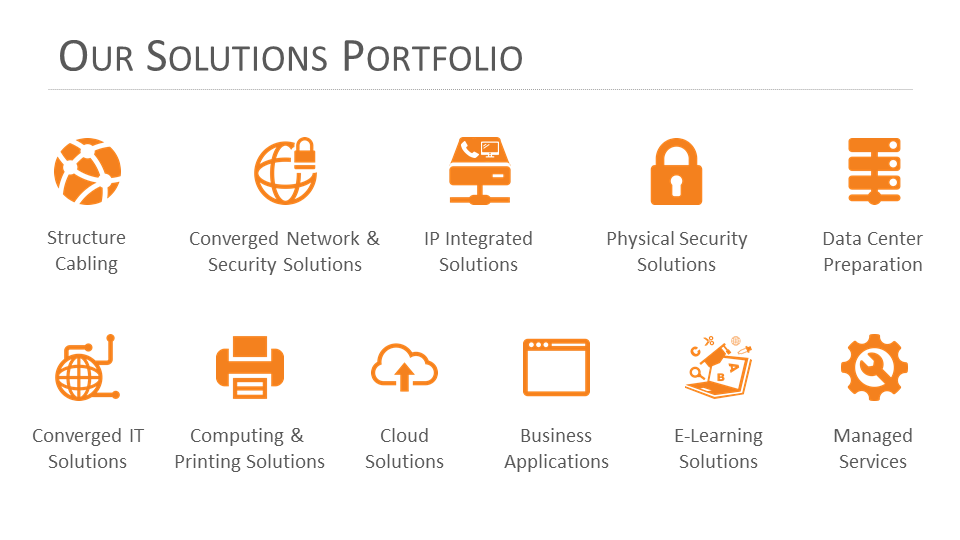 OUR SOLUTIONS PORTFOLIO
Structure
Cabling
Converged Network &
Security Solutions
IP Integrated
Solutions
Physical Security
Solutions
Data Center
Preparation
Converged IT
Solutions
Computing &
Printing Solutions
Cloud
Solutions
Business
Applications
A
B
E-Learning
Solutions
Managed
Services